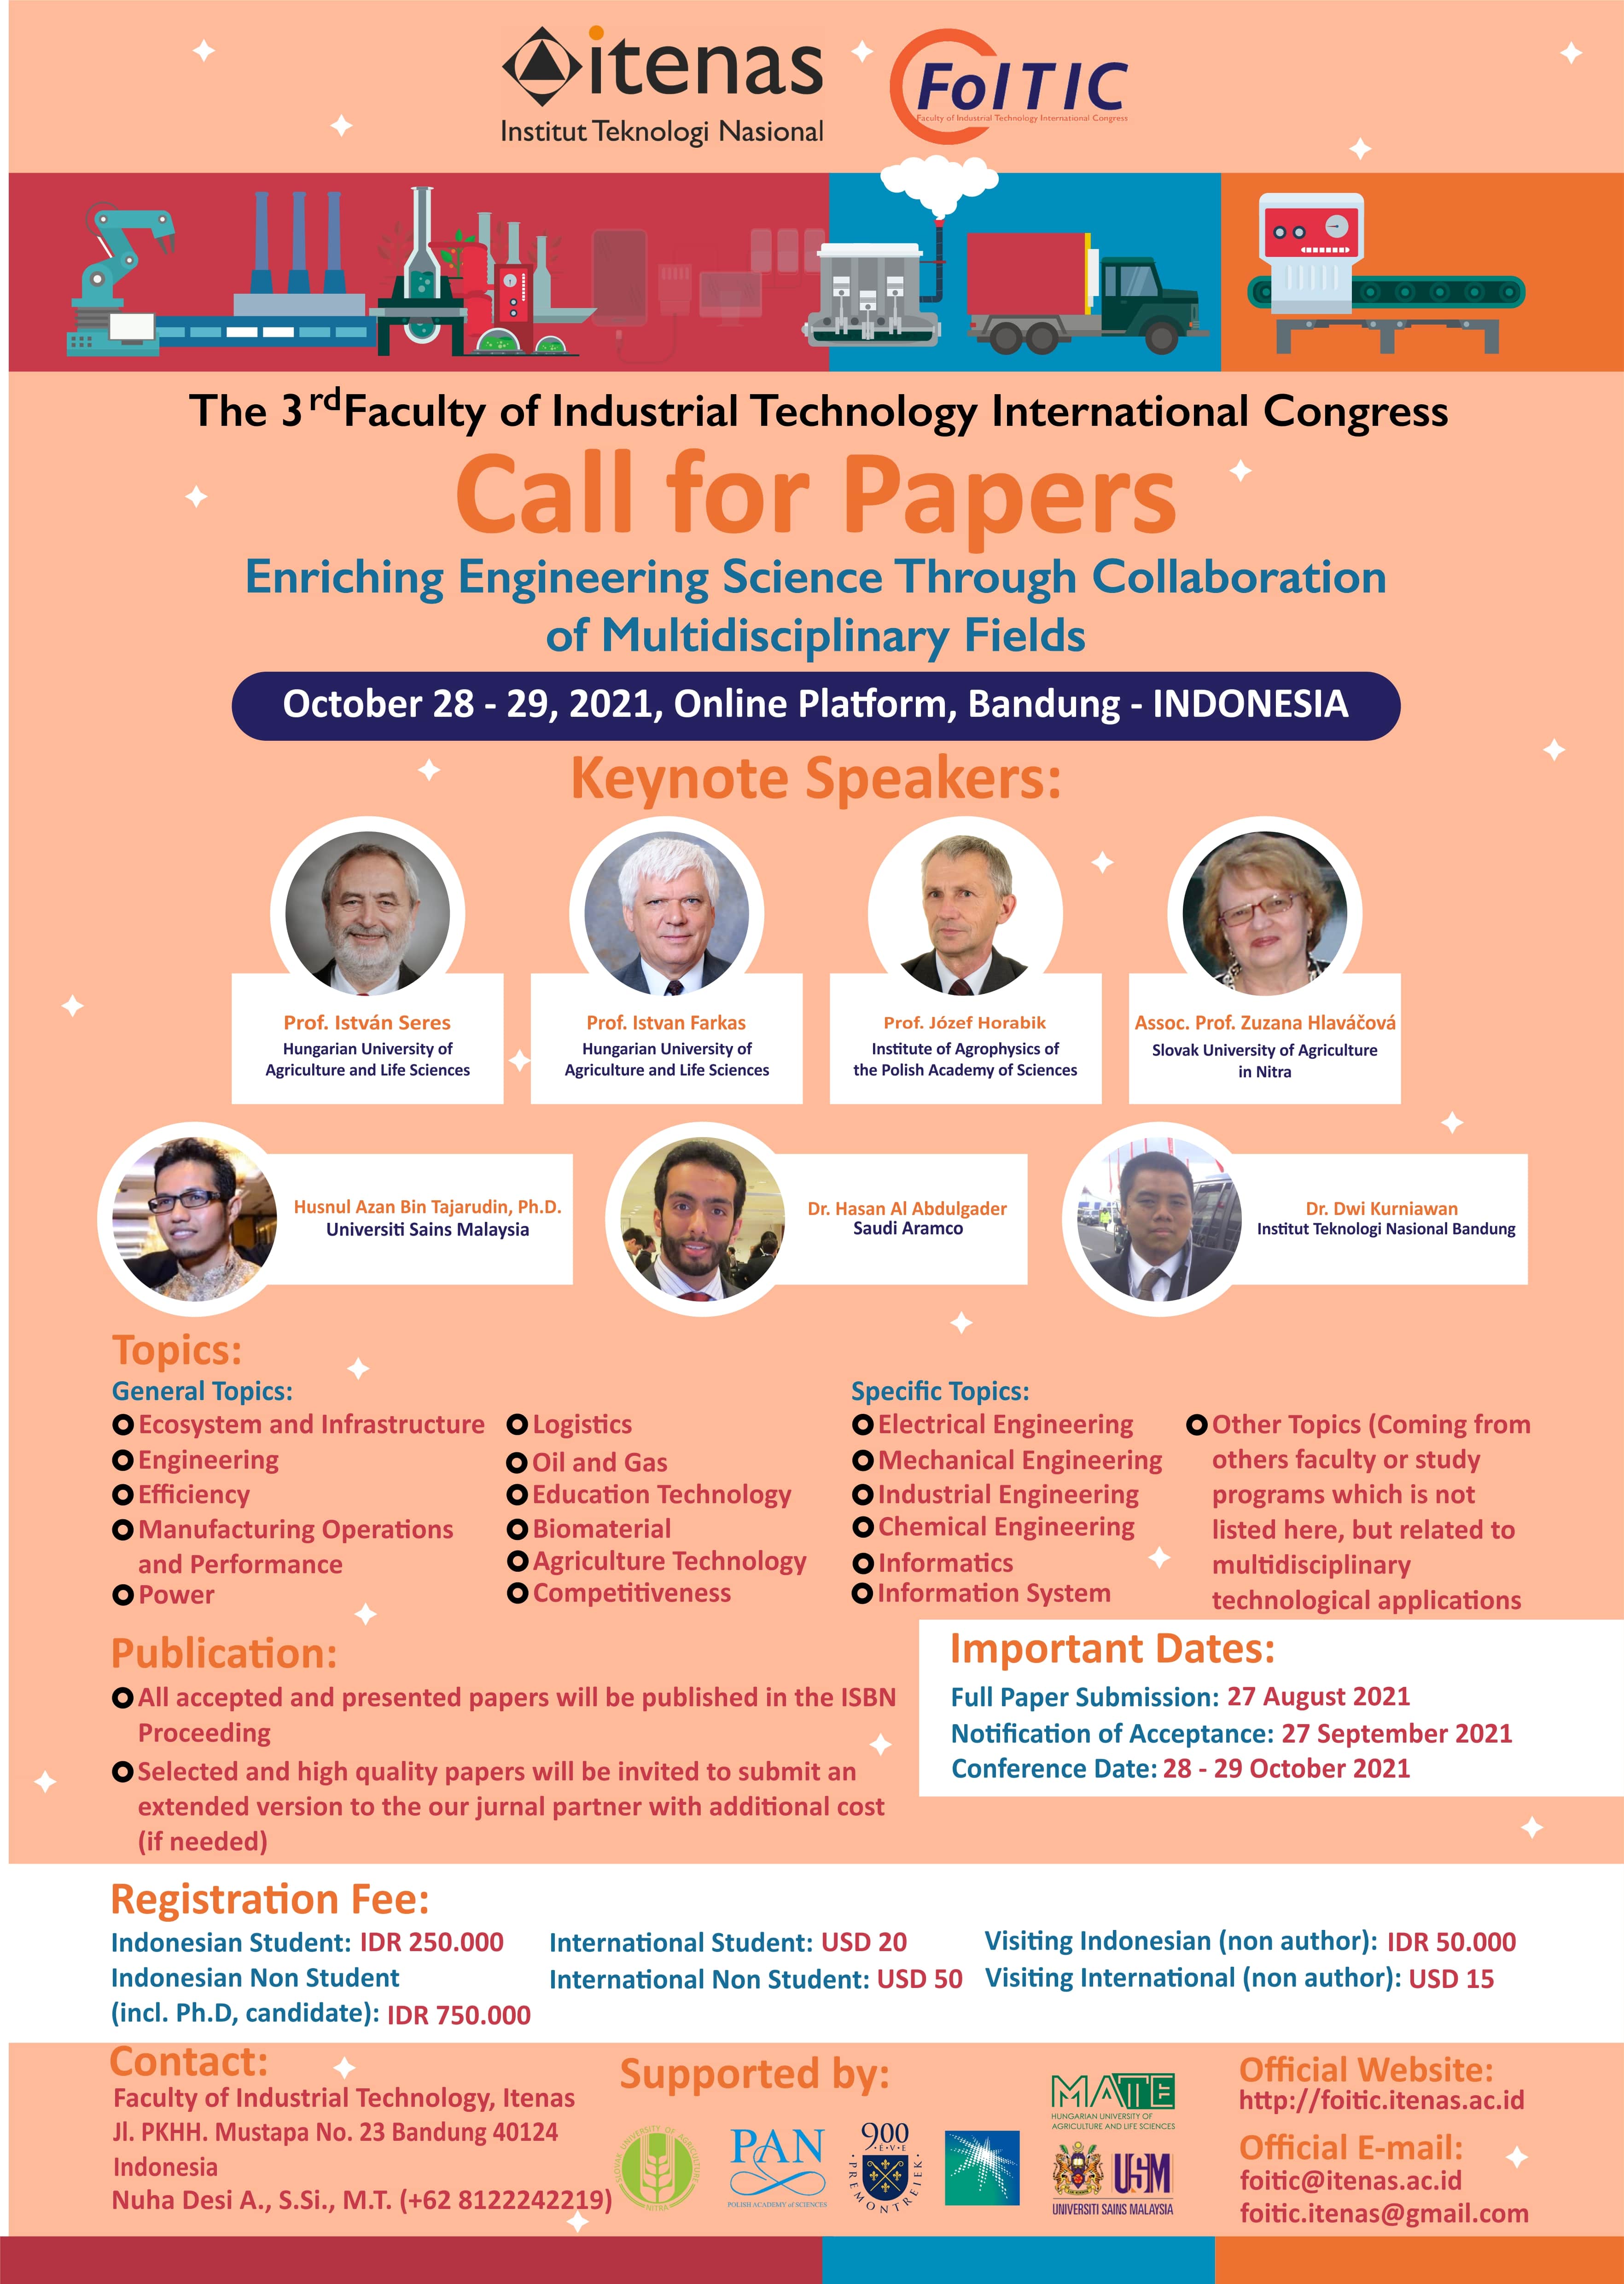 itenas
Institut Teknologi Nasional
FoITIC
Faculty of Industrial Technology International Congress
The 3rd Faculty of Industrial Technology International Congress
Call for Papers
Enriching Engineering Science Through Collaboration
of Multidisciplinary Fields
October 28 - 29, 2021, Online Platform, Bandung - INDONESIA
Keynote Speakers:
Prof. István Seres
Hungarian University of
Agriculture and Life Sciences
Prof. Istvan Farkas
Hungarian University of
Agriculture and Life Sciences
Prof. Józef Horabik
Institute of Agrophysics of
the Polish Academy of Sciences
Assoc. Prof. Zuzana Hlaváčová
Slovak University of Agriculture
in Nitra
Husnul Azan Bin Tajarudin, Ph.D.
Universiti Sains Malaysia
Dr. Hasan Al Abdulgader
Saudi Aramco
Dr. Dwi Kurniawan
Institut Teknologi Nasional Bandung
Topics:
General Topics:
Ecosystem and Infrastructure
Engineering
Efficiency
Manufacturing Operations
and Performance
Power
Logistics
Oil and Gas
Education Technology
Biomaterial
Agriculture Technology
Competitiveness
Specific Topics:
Electrical Engineering
Mechanical Engineering
Industrial Engineering
Chemical Engineering
Informatics
Information System
Other Topics (Coming from
others faculty or study
programs which is not
listed here, but related to
multidisciplinary
technological applications
Publication:
All accepted and presented papers will be published in the ISBN
Proceeding
Selected and high quality papers will be invited to submit an
extended version to the our jurnal partner with additional cost
(if needed)
Important Dates:
Full Paper Submission: 27 August 2021
Notification of Acceptance: 27 September 2021
Conference Date: 28 - 29 October 2021
Registration Fee:
Indonesian Student: IDR 250.000
Indonesian Non Student
(incl. Ph.D, candidate): IDR 750.000
International Student: USD 20
International Non Student: USD 50
Visiting Indonesian (non author): IDR 50.000
Visiting International (non author): USD 15
Contact:
Faculty of Industrial Technology, Itenas
Jl. PKHH. Mustapa No. 23 Bandung 40124
Indonesia
Nuha Desi A., S.Si., M.T. (+62 8122242219)
Supported by:
SLOVAK UNIVERSITY OF AGRICULTURE
NITRA
PAN
POLISH ACADEMY of SCIENCES
900
·É·V·E·
·PREMONTREIEK·
MATE
HUNGARIAN UNIVERSITY OF
AGRICULTURE AND LIFE SCIENCES
USM
UNIVERSITI SAINS MALAYSIA
Official Website:
http://foitic.itenas.ac.id
Official E-mail:
foitic@itenas.ac.id
foitic.itenas@gmail.com